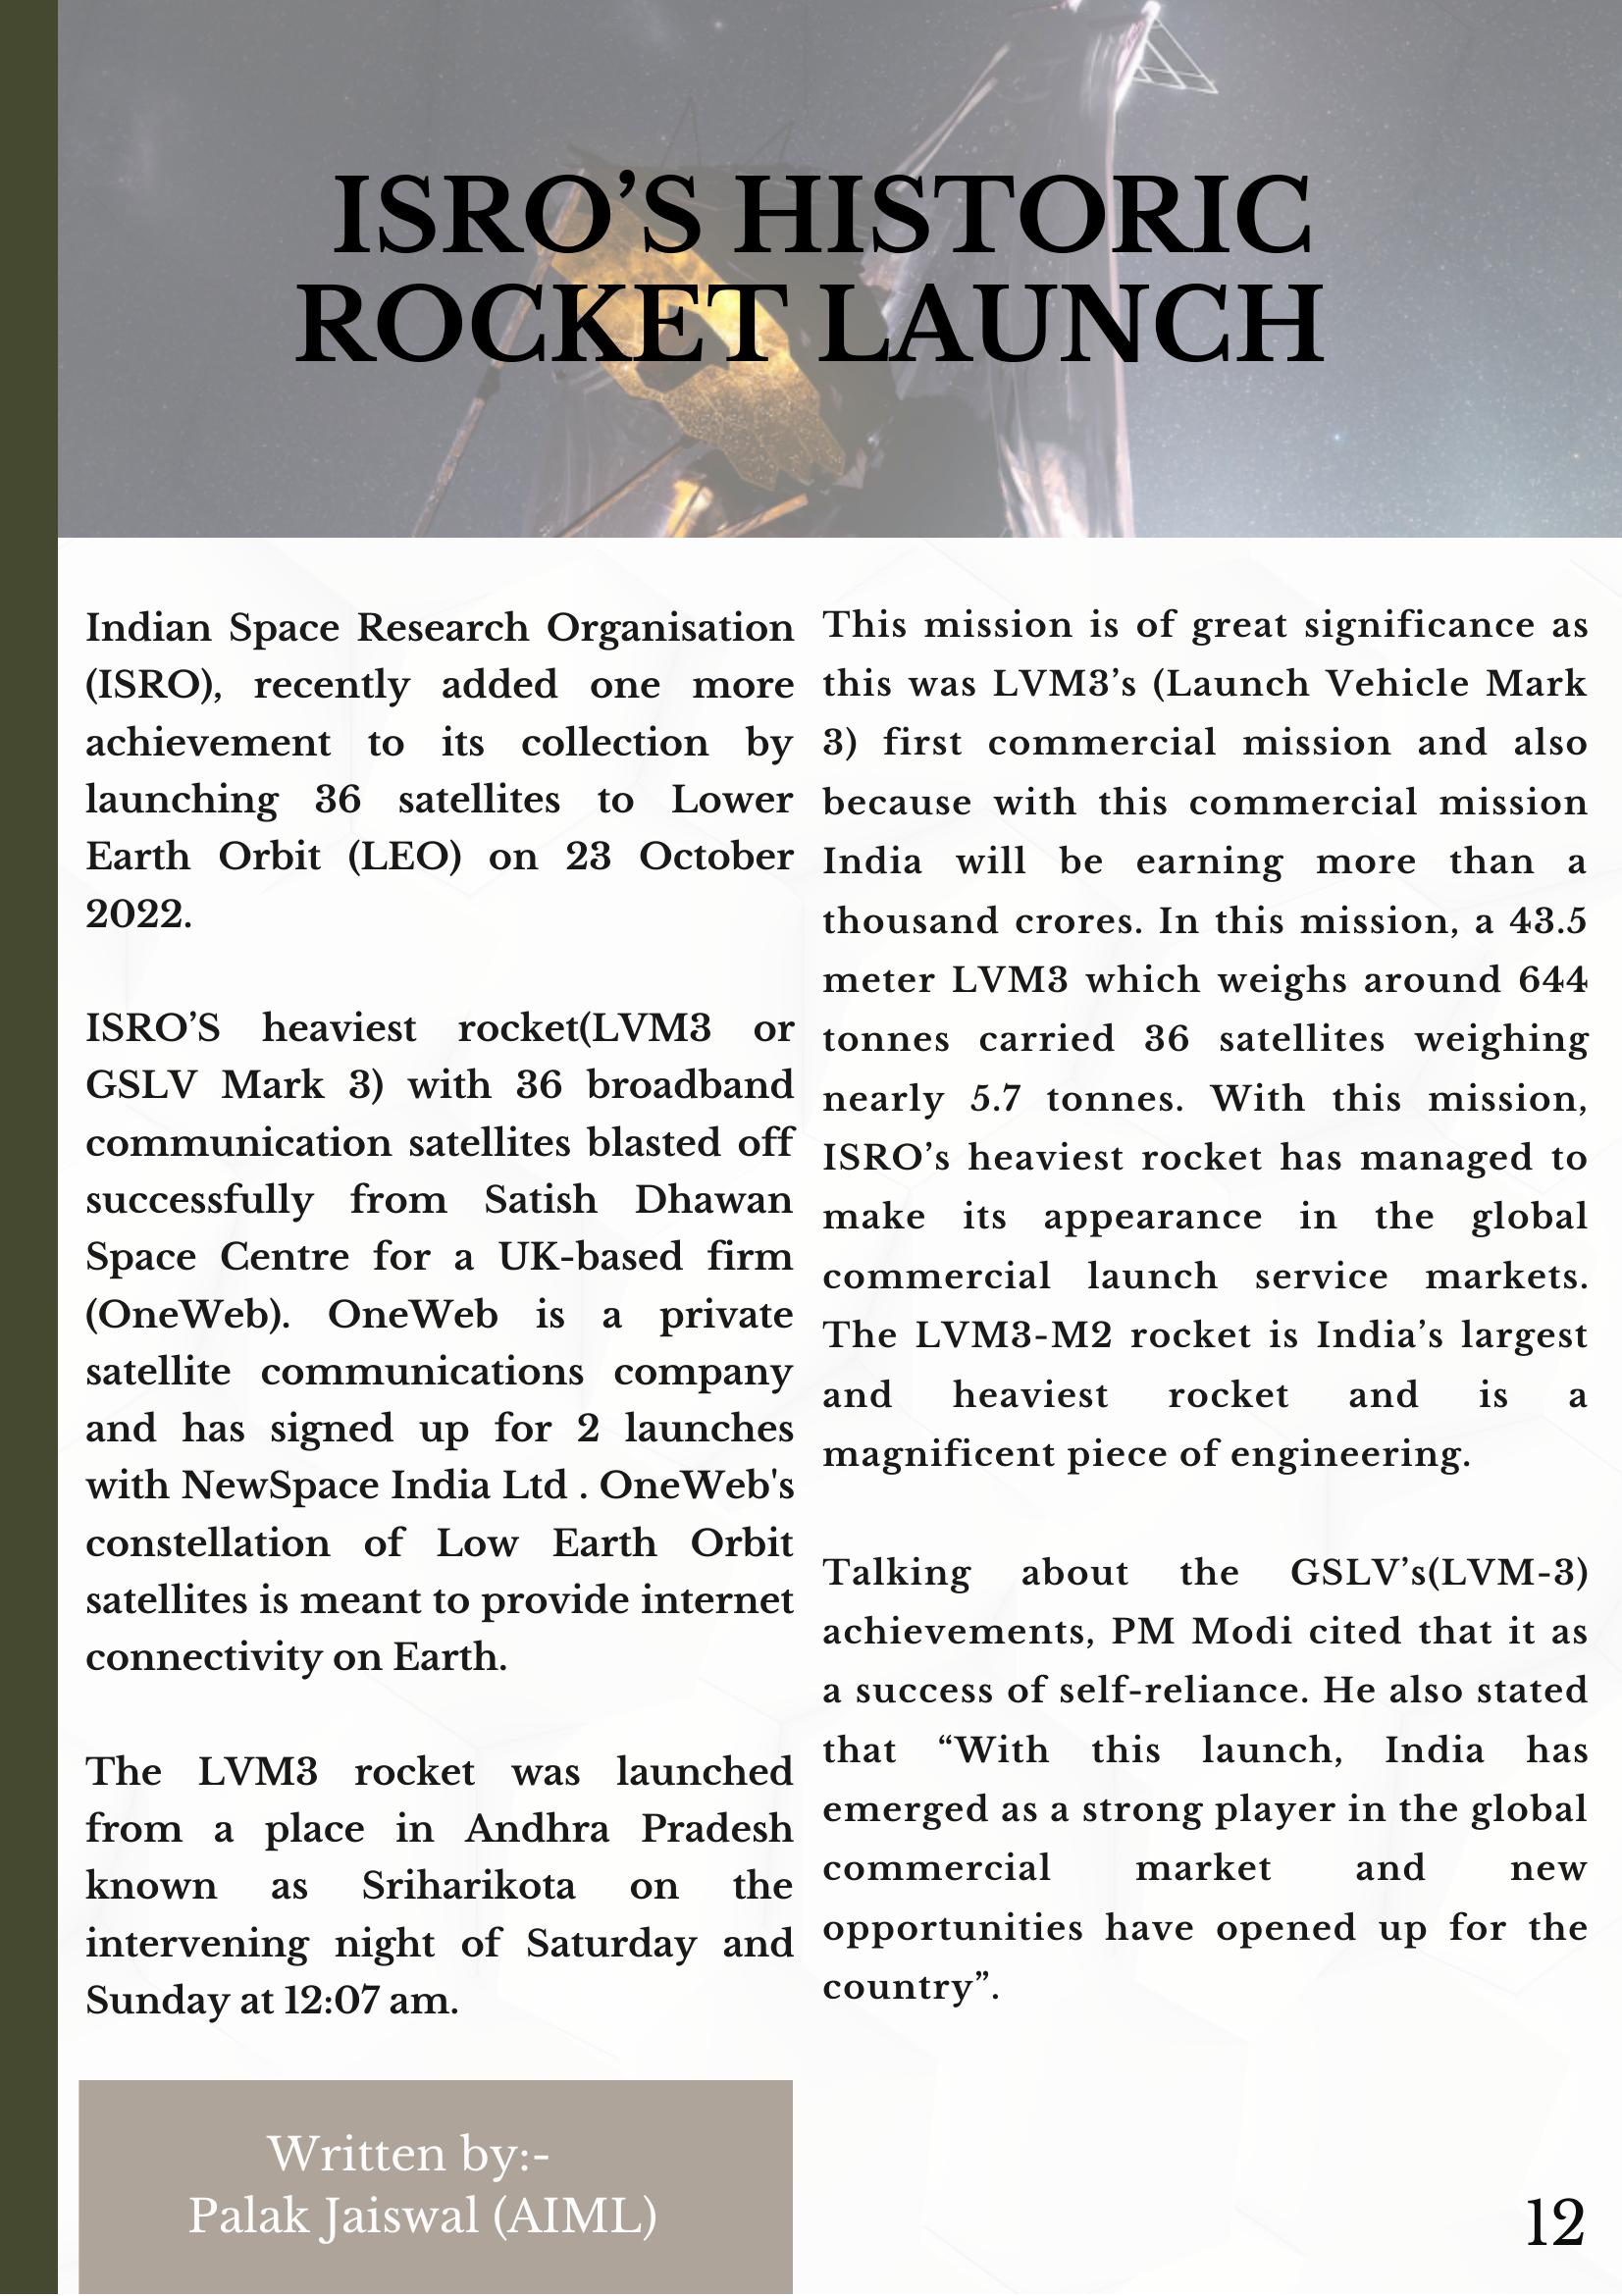 ISRO’S HISTORIC
ROCKET LAUNCH
Indian Space Research Organisation
(ISRO), recently added one more
achievement to its collection by
launching 36 satellites to Lower
Earth Orbit (LEO) on 23 October
2022.
ISRO’S heaviest rocket(LVM3 or
GSLV Mark 3) with 36 broadband
communication satellites blasted off
successfully from Satish Dhawan
Space Centre for a UK-based firm
(OneWeb). OneWeb is a private
satellite communications company
and has signed up for 2 launches
with NewSpace India Ltd . OneWeb's
constellation of Low Earth Orbit
satellites is meant to provide internet
connectivity on Earth.
The LVM3 rocket was launched
from a place in Andhra Pradesh
known as Sriharikota on the
intervening night of Saturday and
Sunday at 12:07 am.
This mission is of great significance as
this was LVM3’s (Launch Vehicle Mark
3) first commercial mission and also
because with this commercial mission
India will be earning more than a
thousand crores. In this mission, a 43.5
meter LVM3 which weighs around 644
tonnes carried 36 satellites weighing
nearly 5.7 tonnes. With this mission,
ISRO’s heaviest rocket has managed to
make its appearance in the global
commercial launch service markets.
The LVM3-M2 rocket is India’s largest
and heaviest rocket and is a
magnificent piece of engineering.
Talking about the GSLV’s(LVM-3)
achievements, PM Modi cited that it as
a success of self-reliance. He also stated
that “With this launch, India has
emerged as a strong player in the global
commercial market and new
opportunities have opened up for the
country”.
Written by:-
Palak Jaiswal (AIML)
12